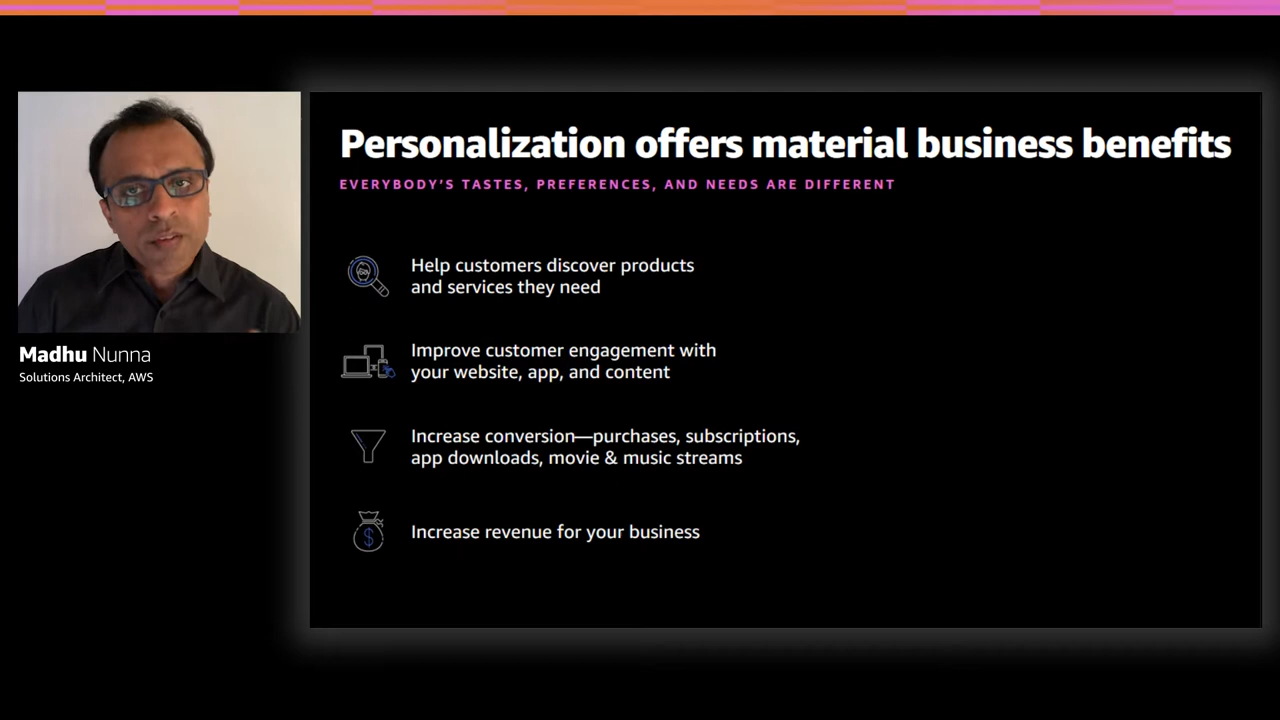 Personalization offers material business benefits
EVERYBODY'S TASTES, PREFERENCES, AND NEEDS ARE DIFFERENT
Help customers discover products
and services they need
Improve customer engagement with
your website, app, and content
Increase conversion—purchases, subscriptions,
app downloads, movie & music streams
$ Increase revenue for your business
Madhu Nunna
Solutions Architect, AWS